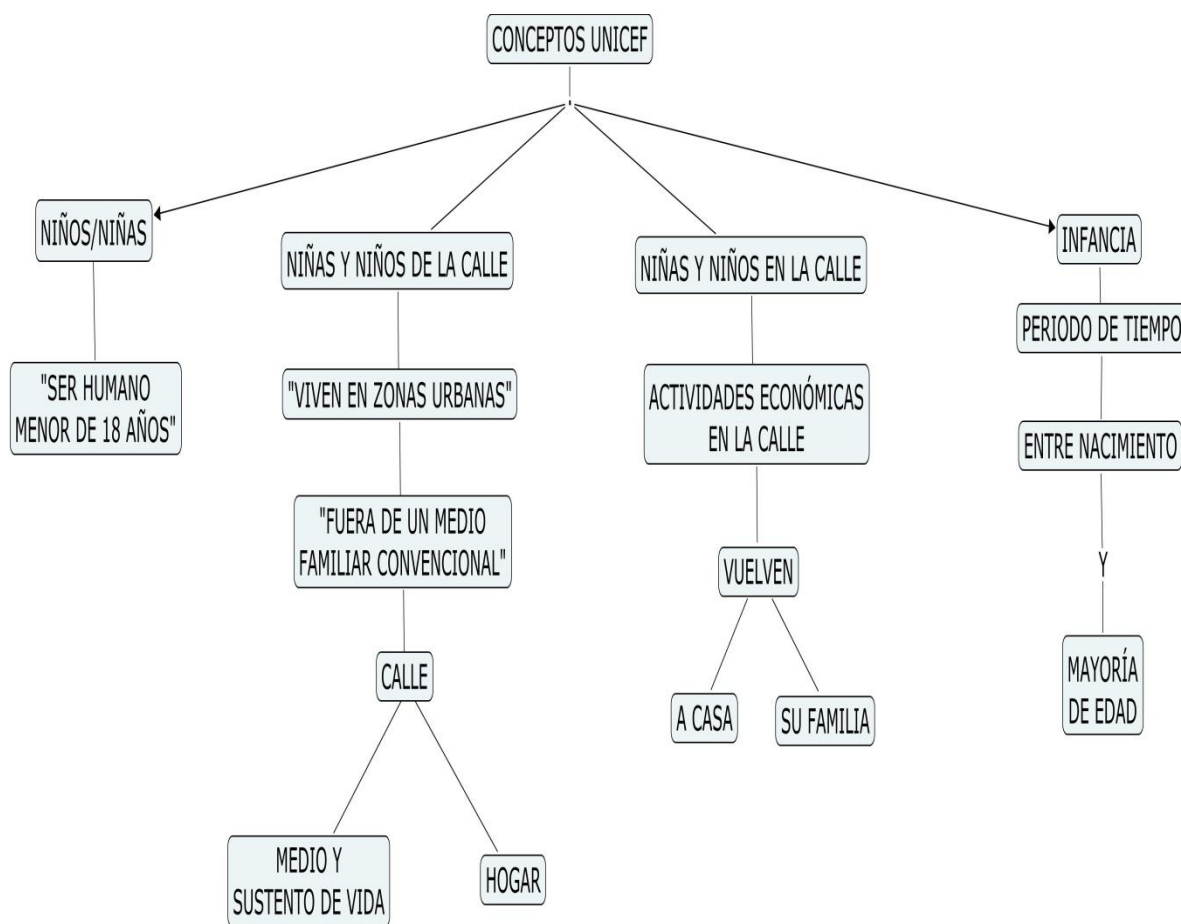 CONCEPTOS UNICEF
NIÑOS/NIÑAS
"SER HUMANO
MENOR DE 18 AÑOS"
NIÑAS Y NIÑOS DE LA CALLE
"VIVEN EN ZONAS URBANAS"
"FUERA DE UN MEDIO
FAMILIAR CONVENCIONAL"
CALLE
MEDIO Y
SUSTENTO DE VIDA
HOGAR
NIÑAS Y NIÑOS EN LA CALLE
ACTIVIDADES ECONÓMICAS
EN LA CALLE
VUELVEN
A CASA
SU FAMILIA
INFANCIA
PERIODO DE TIEMPO
ENTRE NACIMIENTO
Y
MAYORÍA
DE EDAD